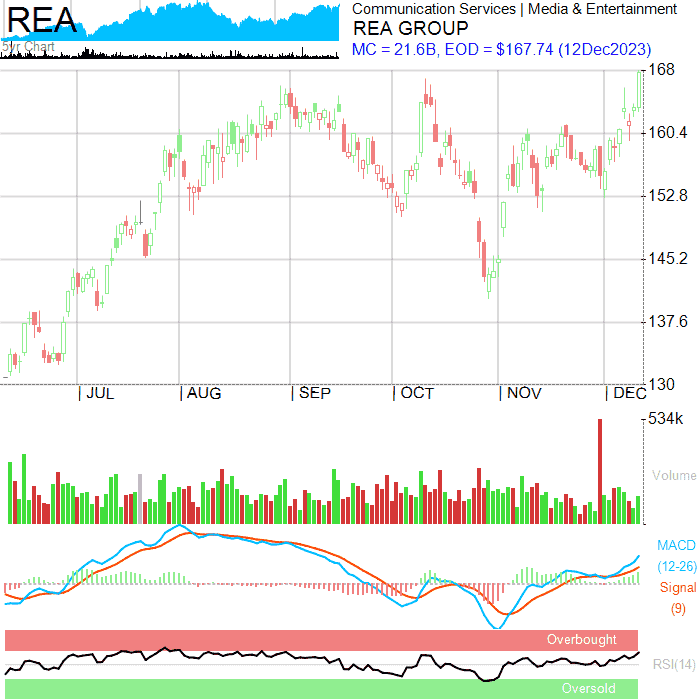 REA
5yr Chart
Communication Services | Media & Entertainment
REA GROUP
MC = 21.6B, EOD = $167.74 (12Dec2023)
168
160.4
152.8
145.2
137.6
130
JUL AUG SEP OCT NOV DEC
534k
Volume
MACD
(12-26)
Signal
(9)
Overbought
RSI(14)
Oversold